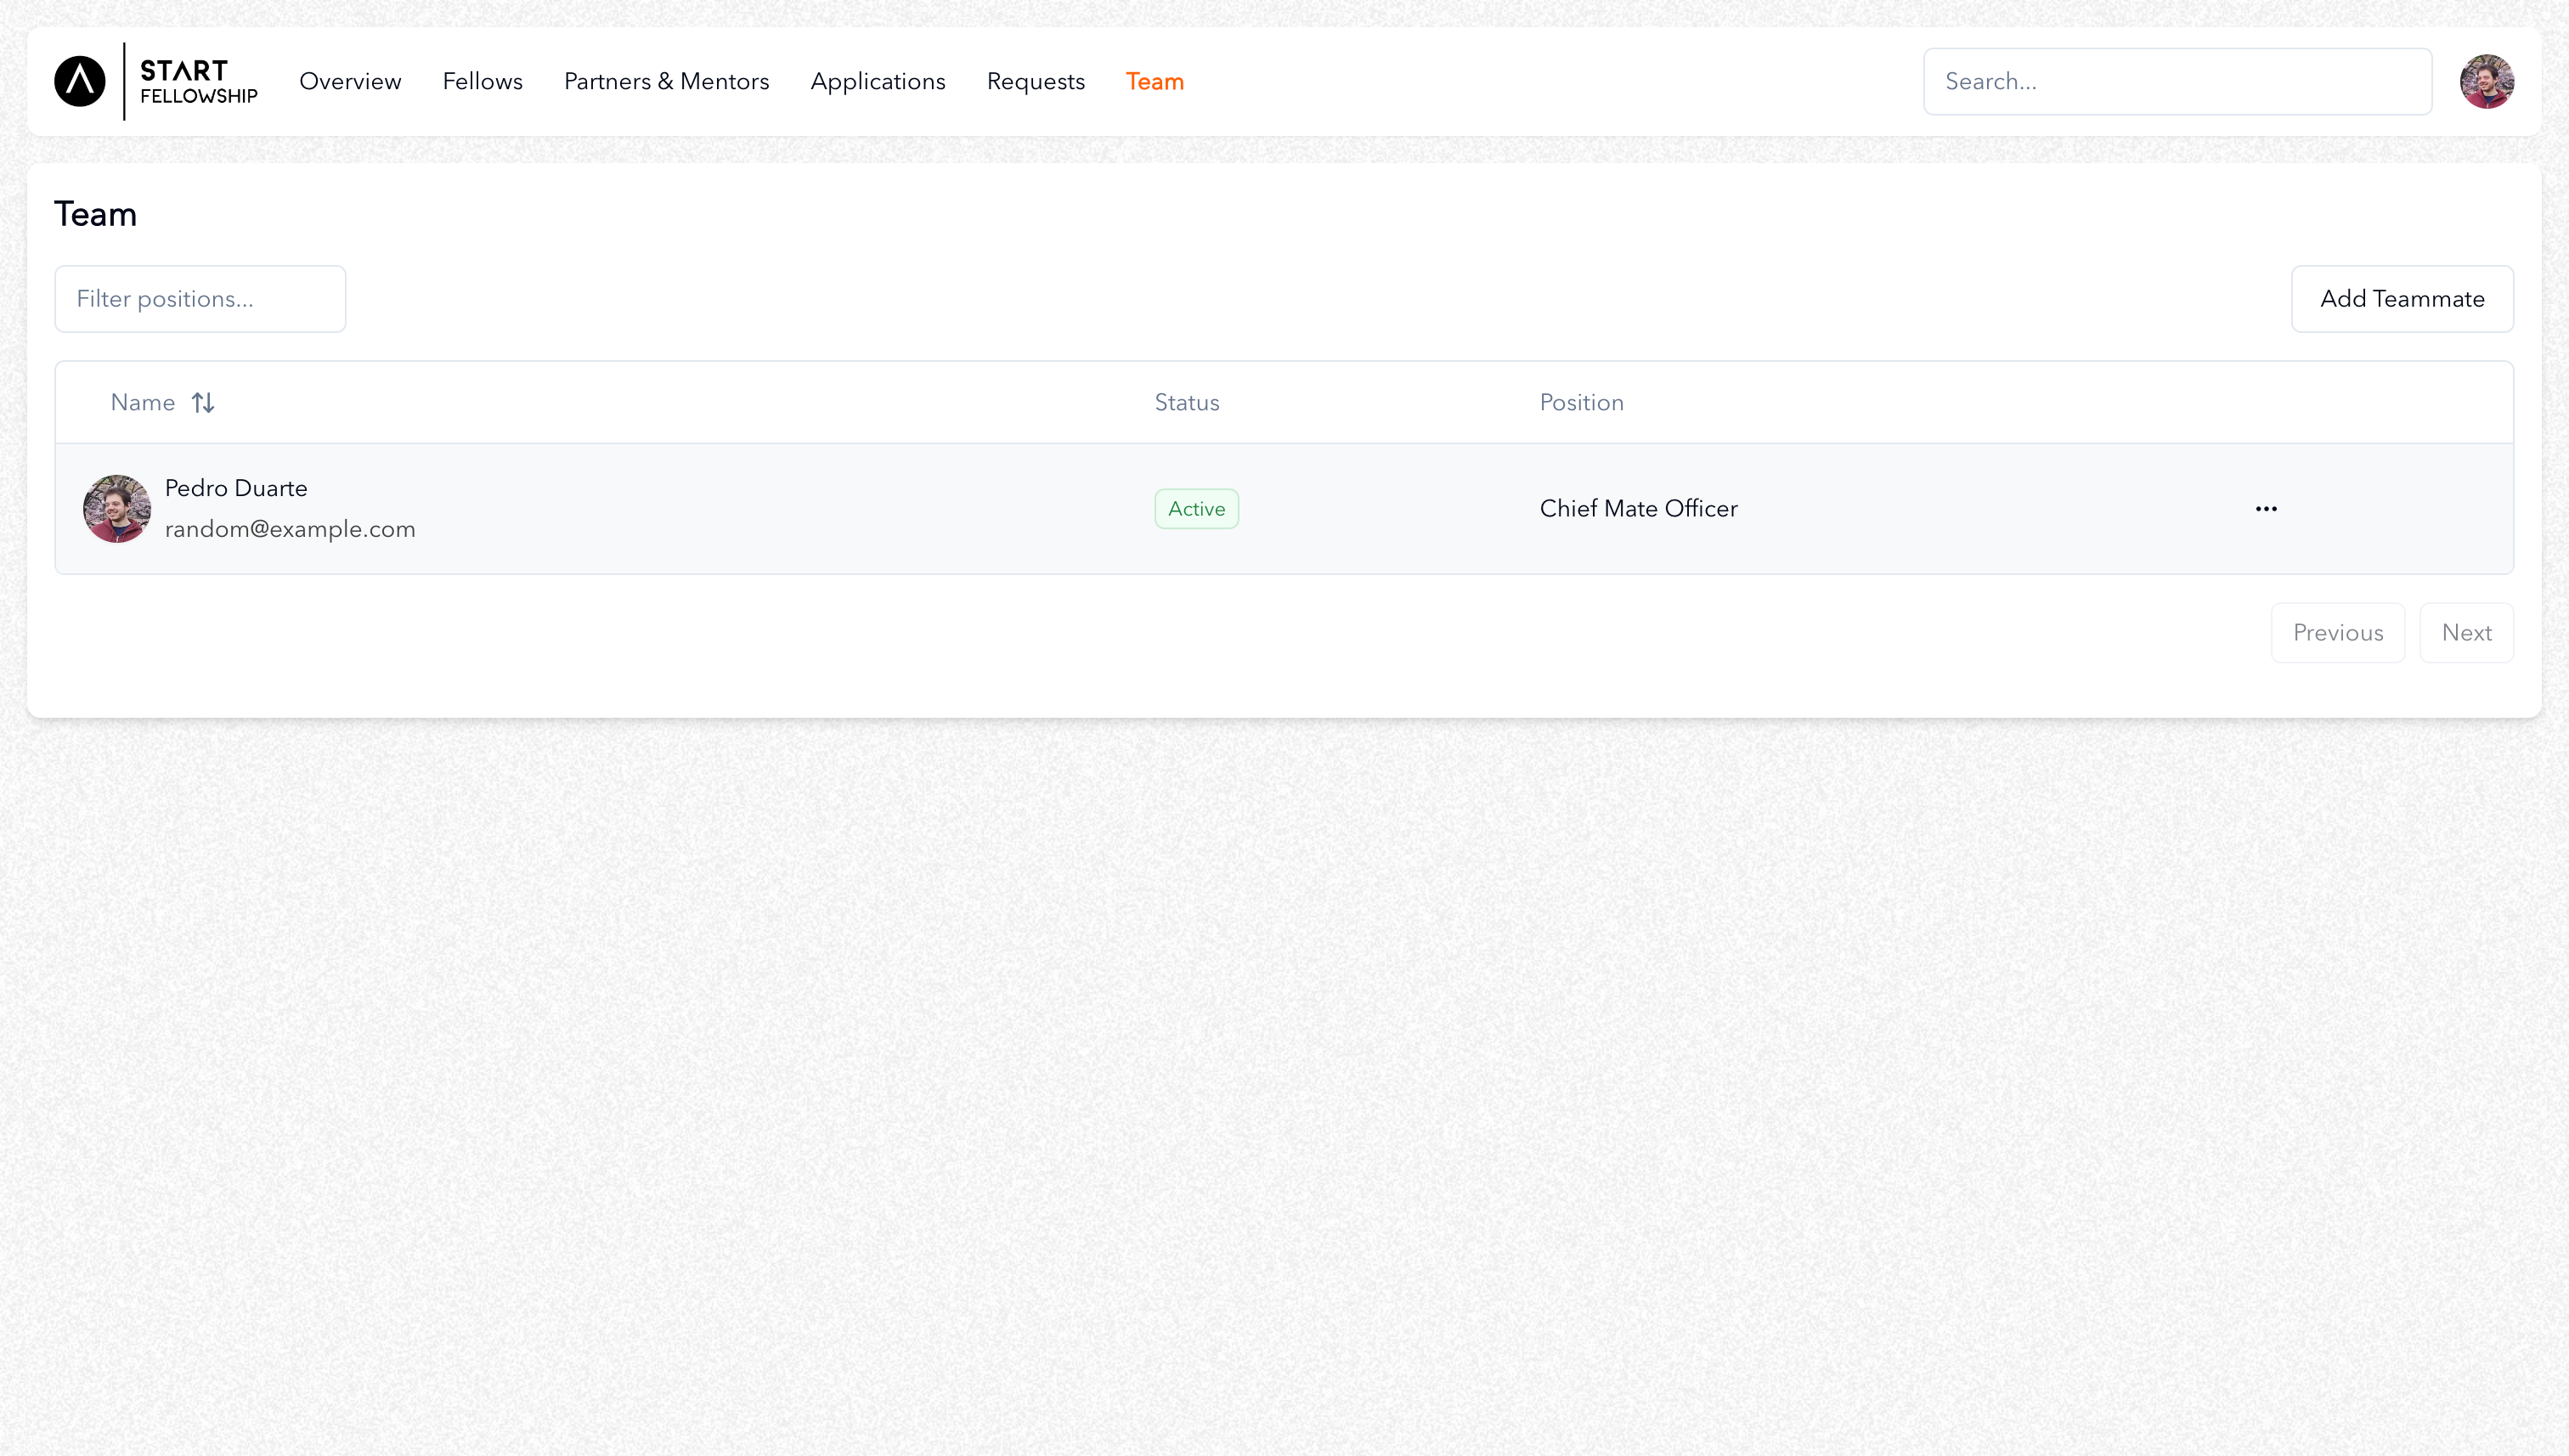 START
FELLOWSHIP
Overview
Fellows
Partners & Mentors
Applications
Requests
Team
Search...
Team
Filter positions...
Add Teammate
Name
Status
Position
Pedro Duarte
random@example.com
Active
Chief Mate Officer
Previous
Next